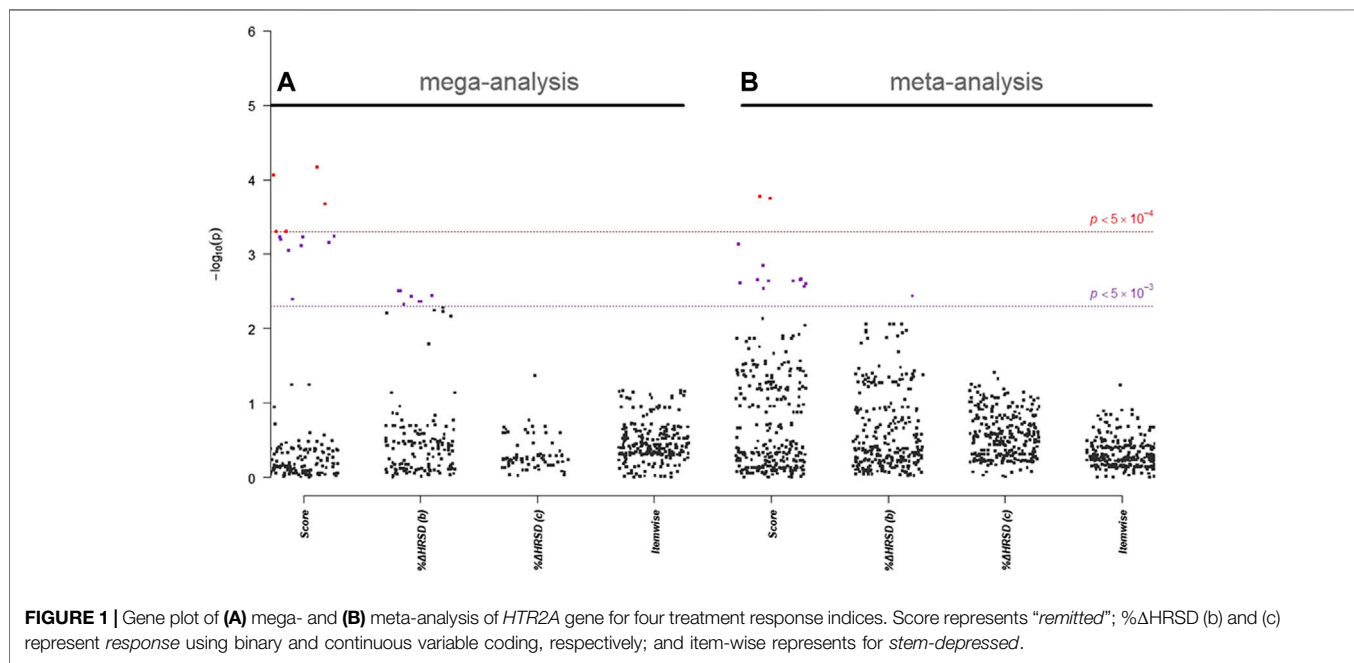 6
5
4
3
2
1
0
−log₁₀(p)
A
mega-analysis
B
meta-analysis
p < 5 × 10⁻⁴
p < 5 × 10⁻³
Score
%ΔHRSD (b)
%ΔHRSD (c)
Itemwise
Score
%ΔHRSD (b)
%ΔHRSD (c)
Itemwise
FIGURE 1 | Gene plot of (A) mega- and (B) meta-analysis of HTR2A gene for four treatment response indices. Score represents “remitted”; %ΔHRSD (b) and (c)
represent response using binary and continuous variable coding, respectively; and item-wise represents for stem-depressed.